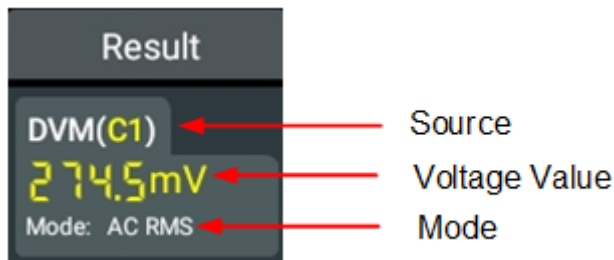 Result
DVM(C1)
Source
274.5mV
Voltage Value
Mode: AC RMS
Mode